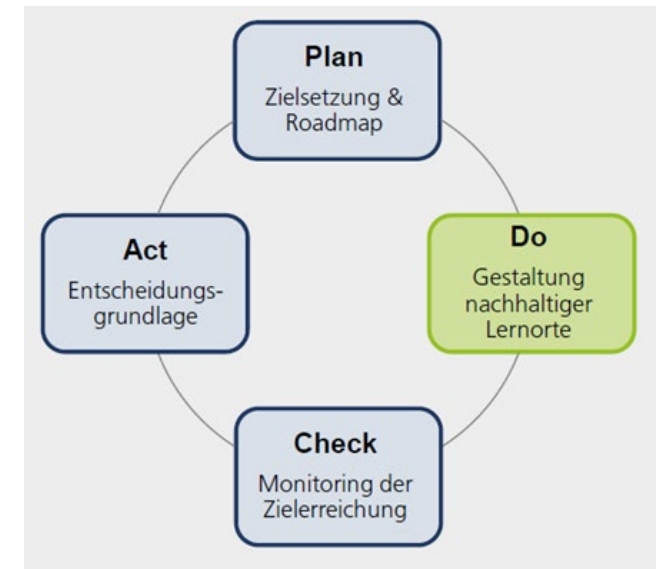 Plan
Zielsetzung &
Roadmap
Do
Gestaltung
nachhaltiger
Lernorte
Check
Monitoring der
Zielerreichung
Act
Entscheidungs-
grundlage